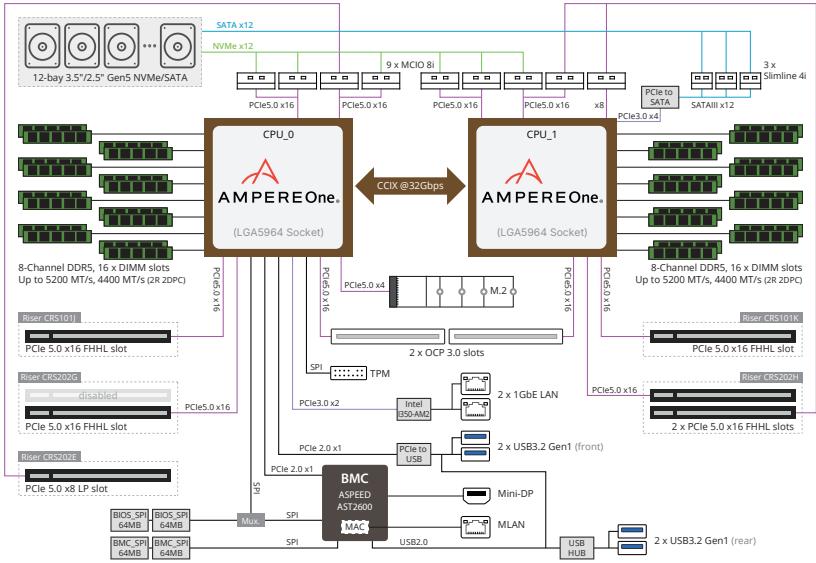 SATA x12
NVMe x12
12-bay 3.5"/2.5" Gen5 NVMe/SATA
9 x MCIO 8i
3 x
Slimline 4i
PCIe5.0 x16
PCIe5.0 x16
PCIe5.0 x16
PCIe5.0 x16
x8
PCIe to
SATA
SATAIII x12
PCIe3.0 x4
CPU_0
AMPEREOne.
(LGA5964 Socket)
CCIX @32Gbps
CPU_1
AMPEREOne.
(LGA5964 Socket)
8-Channel DDR5, 16 x DIMM slots
Up to 5200 MT/s, 4400 MT/s (2R 2DPC)
8-Channel DDR5, 16 x DIMM slots
Up to 5200 MT/s, 4400 MT/s (2R 2DPC)
PCIe5.0 x16
PCIe5.0 x16
PCIe5.0 x16
PCIe5.0 x4
M.2
PCIe5.0 x16
PCIe5.0 x16
Riser CRS101J
PCIe 5.0 x16 FHHL slot
2 x OCP 3.0 slots
Riser CRS101K
PCIe 5.0 x16 FHHL slot
SPI
TPM
Riser CRS202G
disabled
PCIe5.0 x16
PCIe 5.0 x16 FHHL slot
PCIe3.0 x2
Intel
I350-AM2
2 x 1GbE LAN
Riser CRS202H
PCIe5.0 x16
2 x PCIe 5.0 x16 FHHL slots
PCIe 2.0 x1
PCIe to
USB
2 x USB3.2 Gen1 (front)
Riser CRS202E
PCIe 5.0 x8 LP slot
PCIe 2.0 x1
SPI
BMC
ASPEED
AST2600
MAC
Mini-DP
MLAN
BIOS_SPI
64MB
BIOS_SPI
64MB
Mux.
SPI
BMC_SPI
64MB
BMC_SPI
64MB
SPI
USB2.0
USB
HUB
2 x USB3.2 Gen1 (rear)